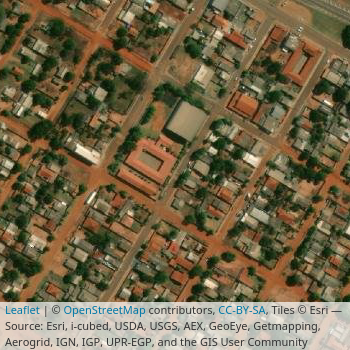 Leaflet | © OpenStreetMap contributors, CC-BY-SA, Tiles © Esri —
Source: Esri, i-cubed, USDA, USGS, AEX, GeoEye, Getmapping,
Aerogrid, IGN, IGP, UPR-EGP, and the GIS User Community